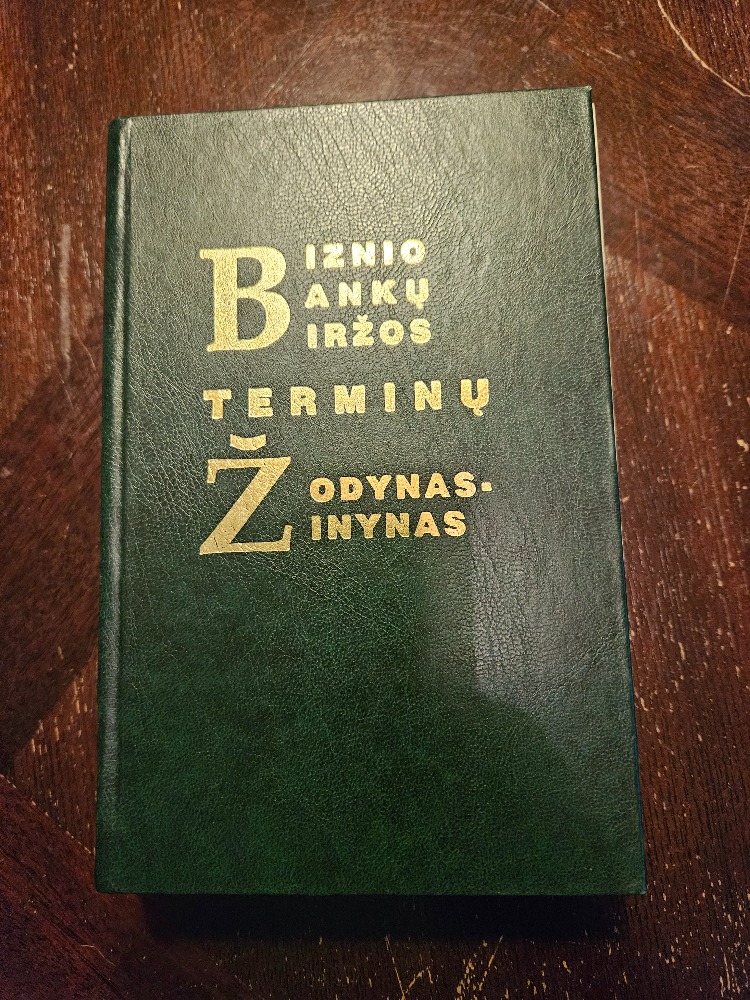 BIZNIO
BANKŲ
BIRŽOS
TERMINŲ
ŽODYNAS-
ŽINYNAS